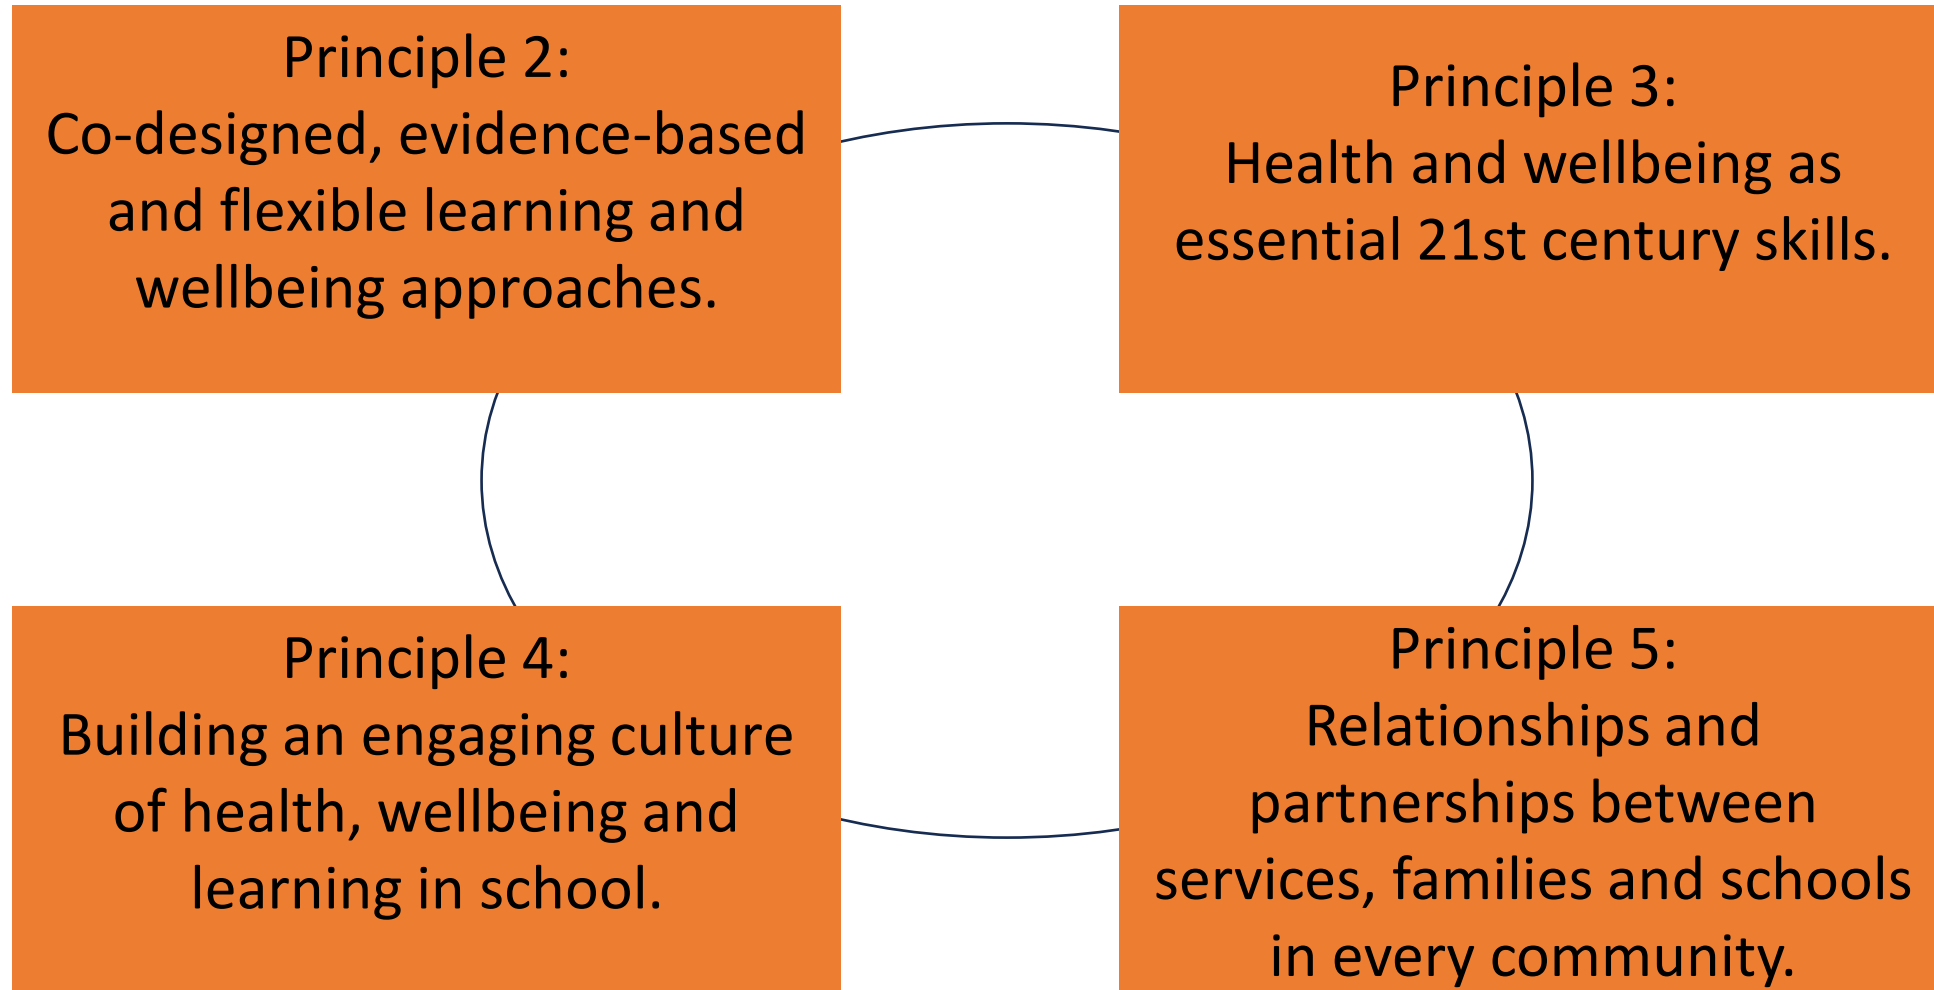 Principle 2:
Co-designed, evidence-based
and flexible learning and
wellbeing approaches.
Principle 3:
Health and wellbeing as
essential 21st century skills.
Principle 4:
Building an engaging culture
of health, wellbeing and
learning in school.
Principle 5:
Relationships and
partnerships between
services, families and schools
in every community.